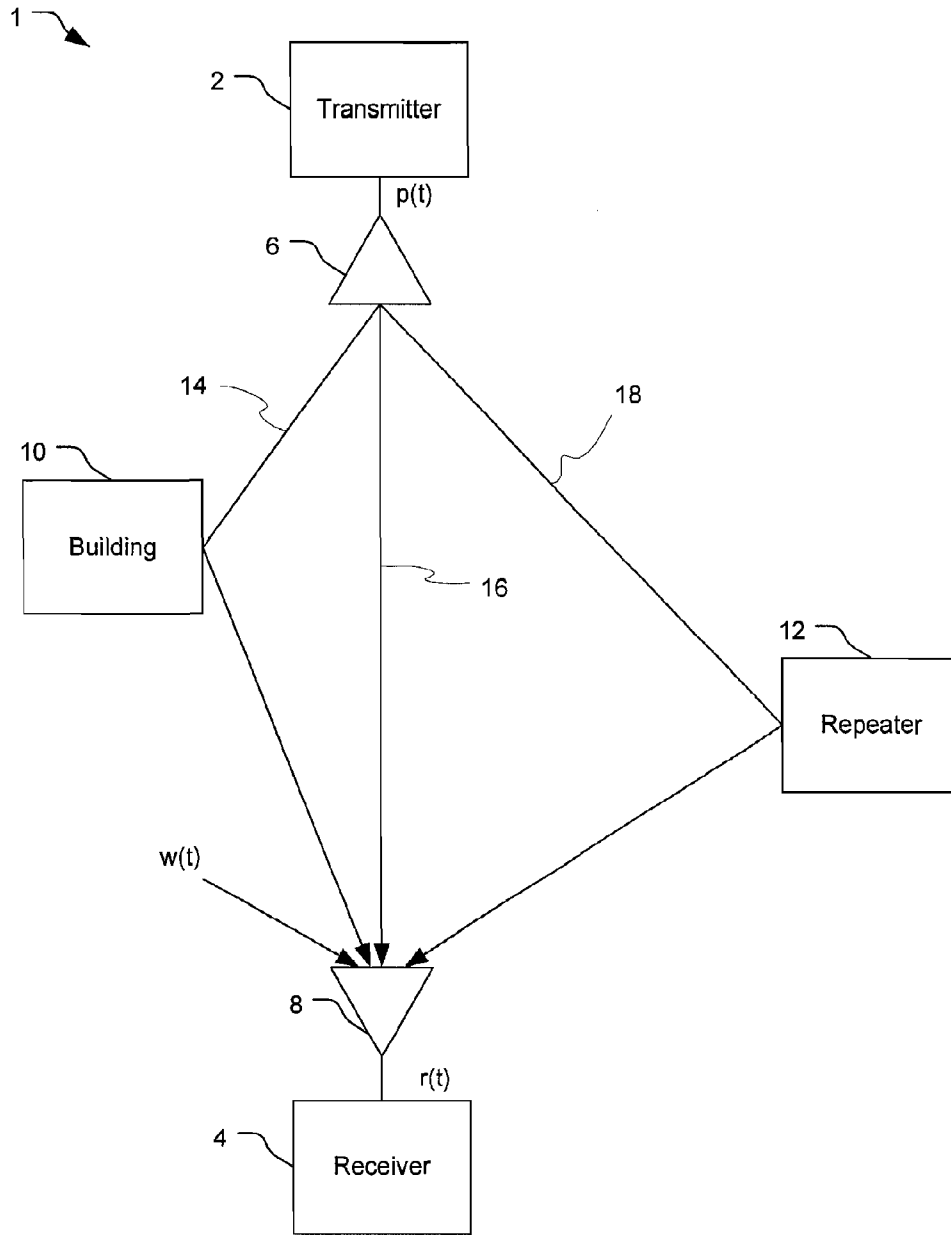 1
2
Transmitter
p(t)
6
14
18
10
Building
16
12
Repeater
w(t)
8
r(t)
4
Receiver